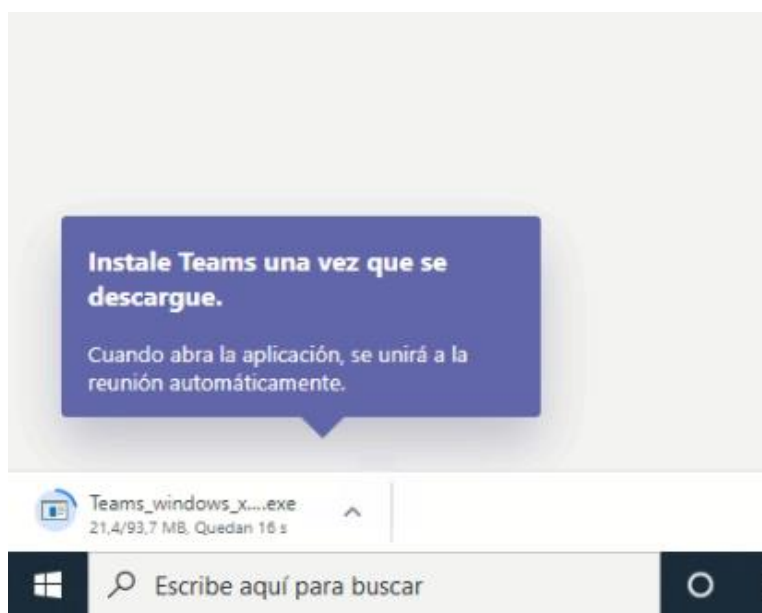 Instale Teams una vez que se
descargue.
Cuando abra la aplicación, se unirá a la
reunión automáticamente.
Teams_windows_x....exe
21,4/93,7 MB, Quedan 16 s
Escribe aquí para buscar